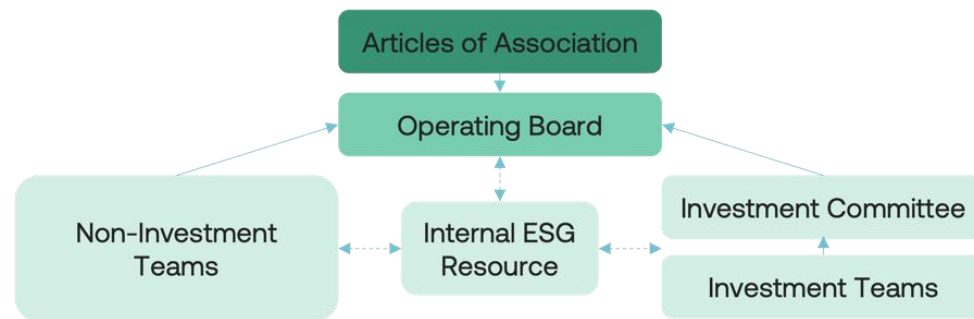 Articles of Association
Operating Board
Non-Investment
Teams
Internal ESG
Resource
Investment Committee
Investment Teams